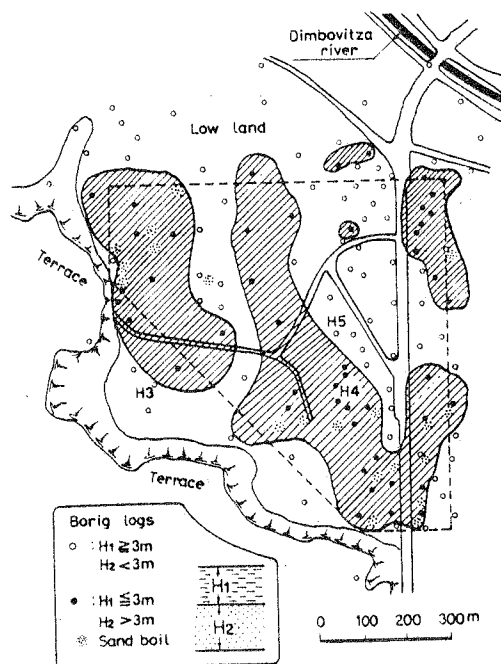 Dimbovitza
river
Low land
Terrace
H5
H3
H4
Terrace
Borig logs
○ : H1 ≧ 3m
H2 < 3m
● : H1 ≦ 3m
H2 > 3m
Sand boil
H1
H2
0 100 200 300 m